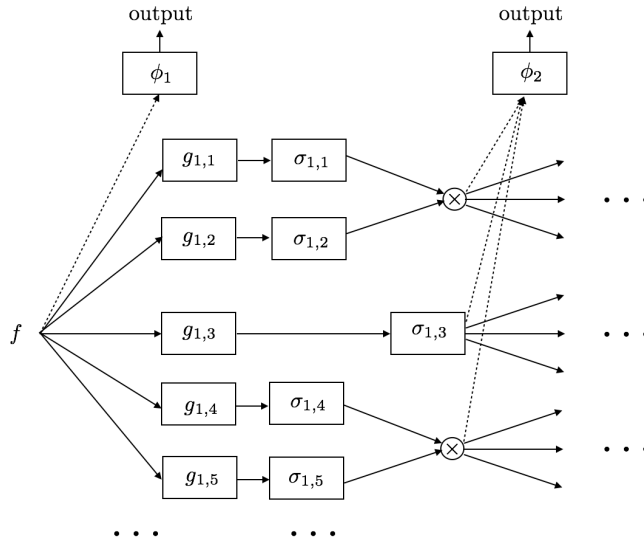 output output
ϕ₁ ϕ₂
g₁,₁ σ₁,₁
× · · ·
g₁,₂ σ₁,₂
f g₁,₃ σ₁,₃ · · ·
g₁,₄ σ₁,₄
× · · ·
g₁,₅ σ₁,₅
· · · · · ·